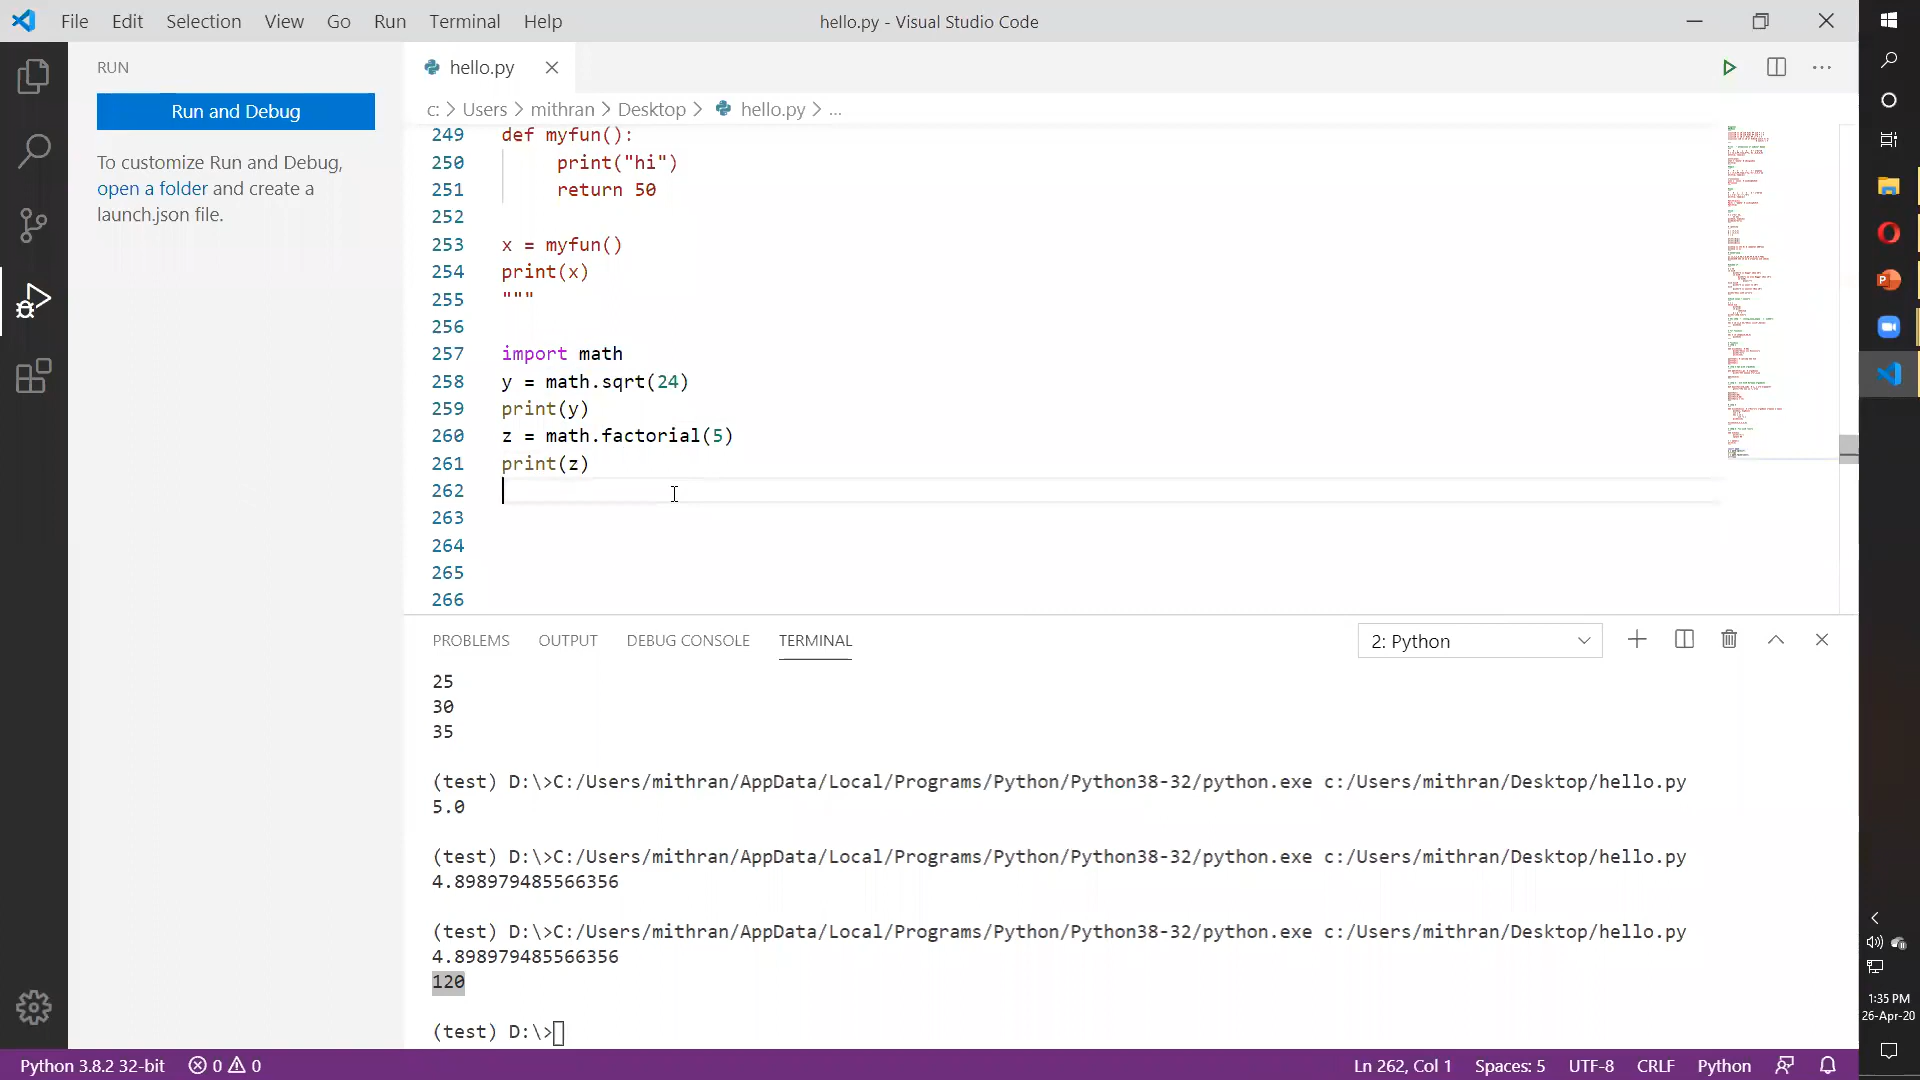 File Edit Selection View Go Run Terminal Help hello.py - Visual Studio Code
RUN
Run and Debug
To customize Run and Debug,
open a folder and create a
launch.json file.
hello.py
c: > Users > mithran > Desktop > hello.py > ...
249 def myfun():
250 print("hi")
251 return 50
252
253 x = myfun()
254 print(x)
255 """
256
257 import math
258 y = math.sqrt(24)
259 print(y)
260 z = math.factorial(5)
261 print(z)
262
263
264
265
266
PROBLEMS OUTPUT DEBUG CONSOLE TERMINAL 2: Python
25
30
35
(test) D:\>C:/Users/mithran/AppData/Local/Programs/Python/Python38-32/python.exe c:/Users/mithran/Desktop/hello.py
5.0
(test) D:\>C:/Users/mithran/AppData/Local/Programs/Python/Python38-32/python.exe c:/Users/mithran/Desktop/hello.py
4.898979485566356
(test) D:\>C:/Users/mithran/AppData/Local/Programs/Python/Python38-32/python.exe c:/Users/mithran/Desktop/hello.py
4.898979485566356
120
(test) D:\>
Python 3.8.2 32-bit 0 0 Ln 262, Col 1 Spaces: 5 UTF-8 CRLF Python
1:35 PM
26-Apr-20